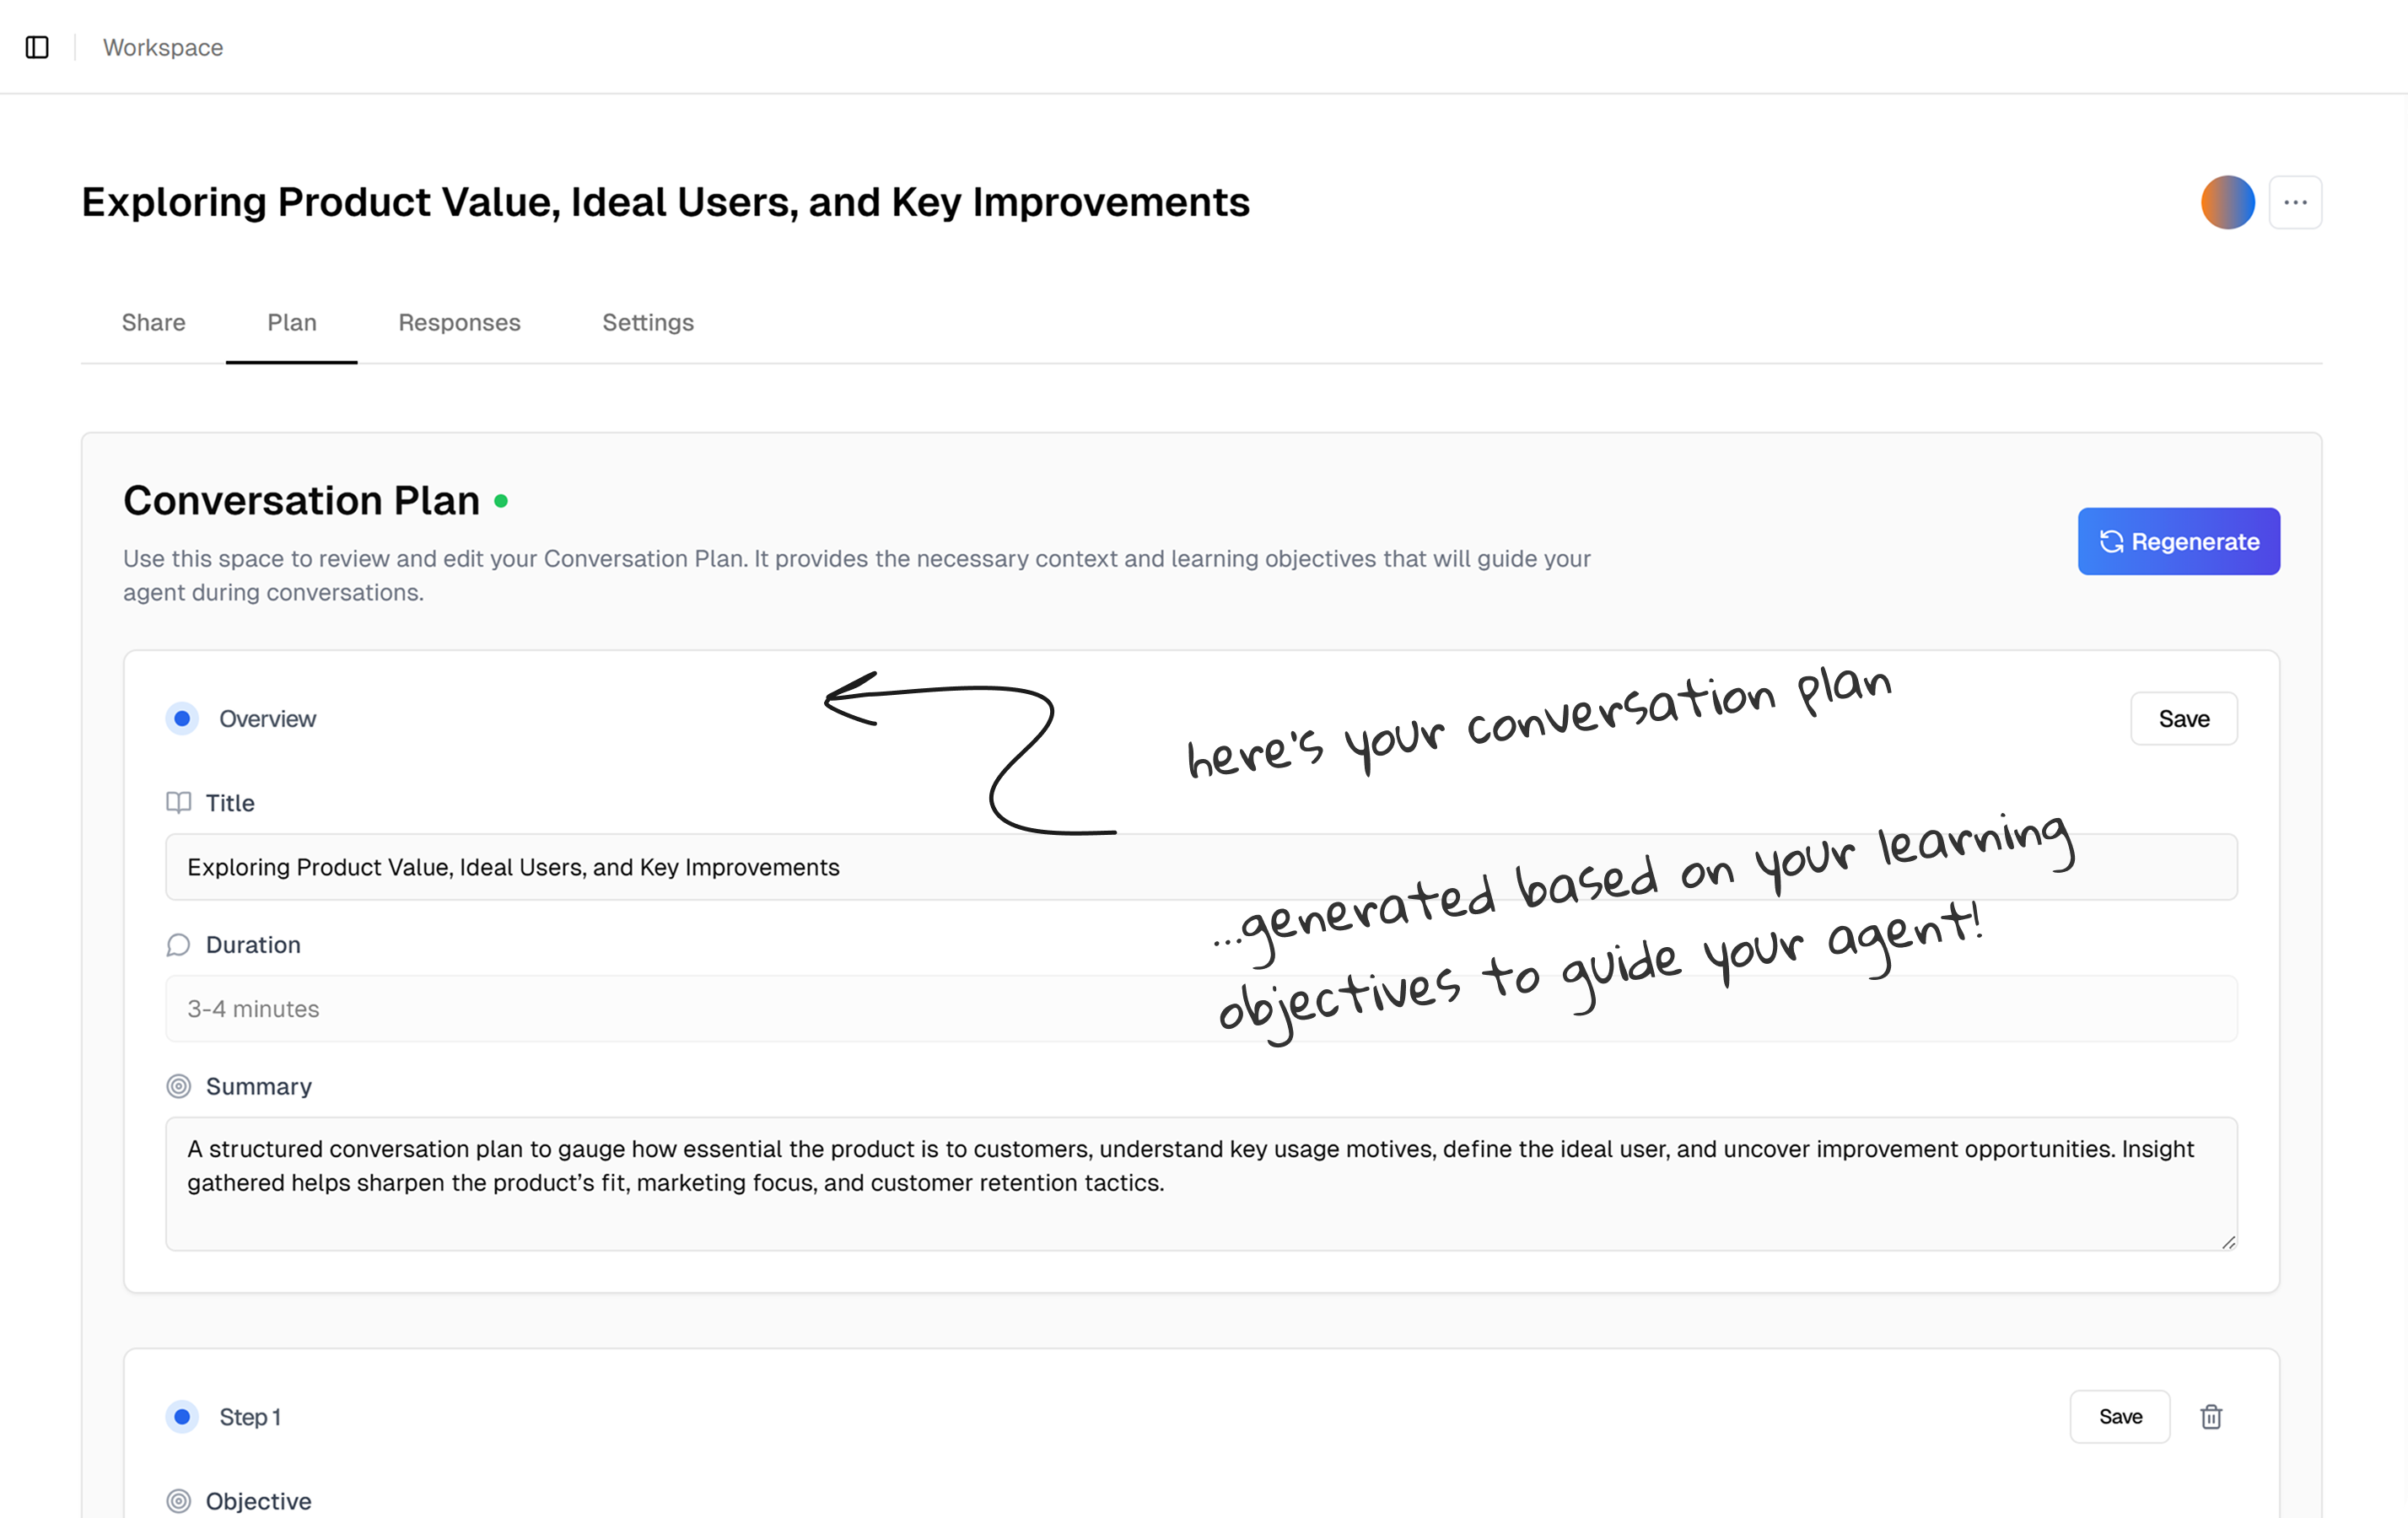 Workspace
Exploring Product Value, Ideal Users, and Key Improvements
Share
Plan
Responses
Settings
Conversation Plan
Use this space to review and edit your Conversation Plan. It provides the necessary context and learning objectives that will guide your
agent during conversations.
Regenerate
Overview
Save
here's your conversation plan
Title
Exploring Product Value, Ideal Users, and Key Improvements
...generated based on your learning
objectives to guide your agent!
Duration
3-4 minutes
Summary
A structured conversation plan to gauge how essential the product is to customers, understand key usage motives, define the ideal user, and uncover improvement opportunities. Insight
gathered helps sharpen the product’s fit, marketing focus, and customer retention tactics.
Step 1
Save
Objective